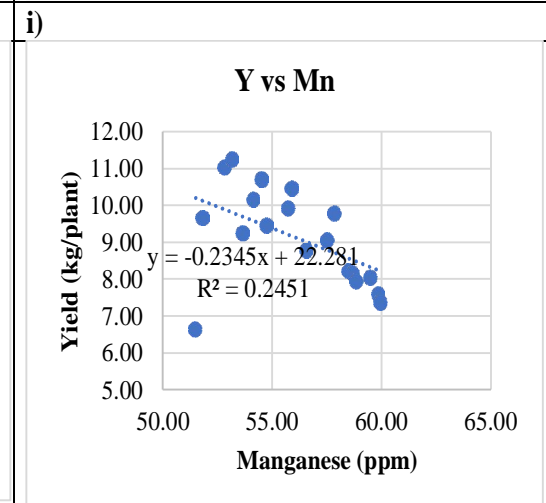 i)
Y vs Mn
12.00
11.00
10.00
9.00
8.00
7.00
6.00
5.00
Yield (kg/plant)
y = -0.2345x + 22.281
R² = 0.2451
50.00 55.00 60.00 65.00
Manganese (ppm)